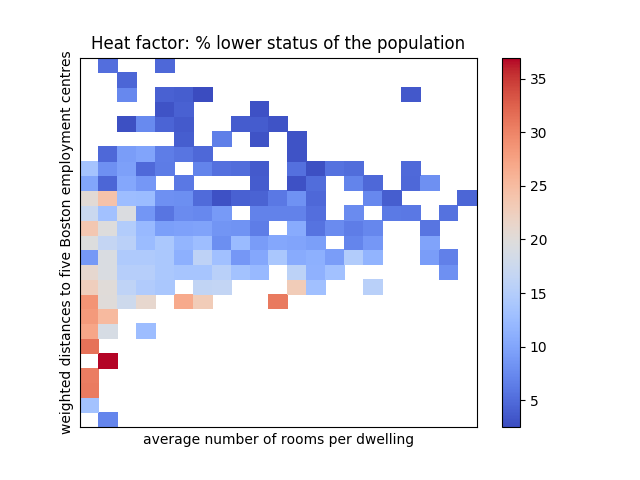 Heat factor: % lower status of the population
weighted distances to five Boston employment centres
average number of rooms per dwelling
35
30
25
20
15
10
5